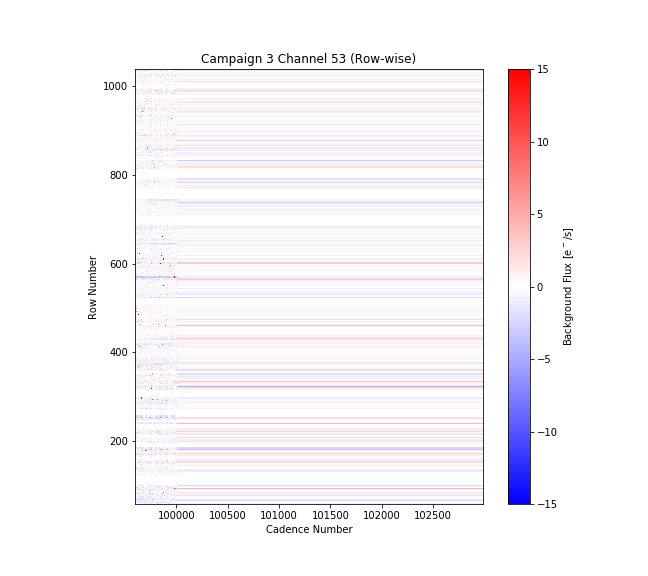 Campaign 3 Channel 53 (Row-wise)
1000
800
600
400
200
Row Number
100000 100500 101000 101500 102000 102500
Cadence Number
15
10
5
0
−5
−10
−15
Background Flux [e⁻/s]